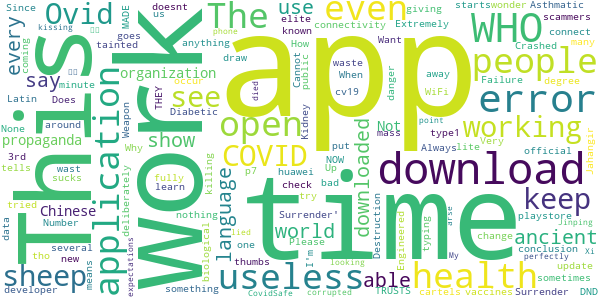 app
time
This
work
download
WHO
error
people
health
useless
sheep
COVID
open
even
The
Ovid
application
working
keep
ancient
able
world
language
downloaded
see
show
use
say
every
Chinese
propaganda
organization
Not
Since
kissing
MADE
us
doesnt
goes
tainted
Latin
Does
None
around
minute
3rd
tells
wast
sucks
tried
Number
data
tho
several
new
means
developer
Jinping
expectations
deliberately
Weapon
Why
THEY
fully
learn
nothing
killing
biological
lied
one
thumbs
something
CovidSafe
corrupted
looking
I'm
try
Please
p7
huawei
check
Up
NOW
bad
put
cv19
When
waste
Want
Cannot
public
Kidney
died
draw
anything
known
elite
How
phone
giving
connectivity
Extremely
Crashed
many
starts
wonder
Asthmatic
scammers
connect
degree
Failure
WiFi
away
danger
occur
Diabetic
mass
type1
Always
lite
Very
official
point
Jahangir
playstore
Engineered
typing
Destruction
Surrender'
change
conclusion
Xi
perfectly
update
sometimes
My
arse
TRUSTS
cartels
vaccines
Surrender
DND
coming